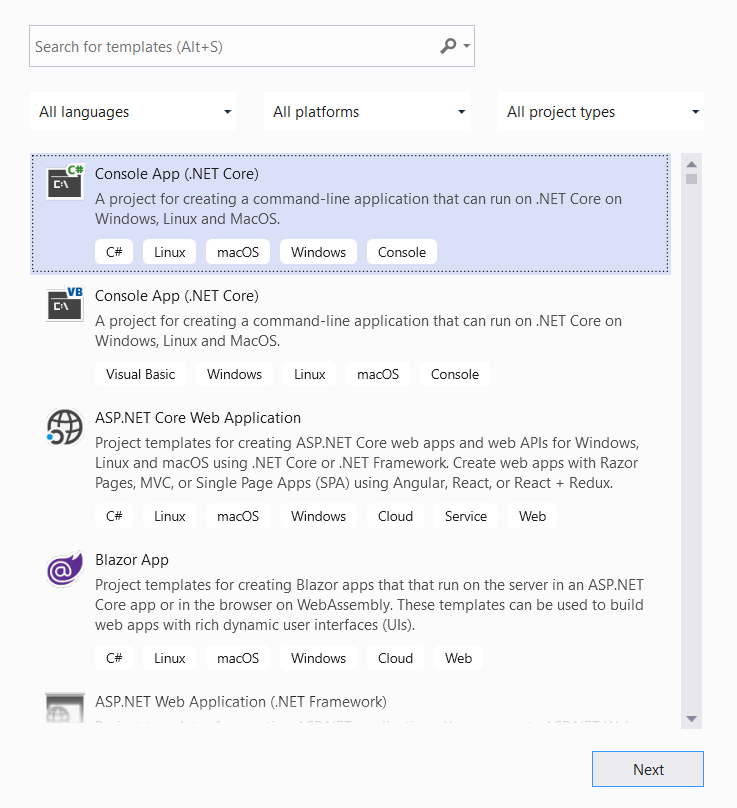 Search for templates (Alt+S)
All languages All platforms All project types
C#
C:\
Console App (.NET Core)
A project for creating a command-line application that can run on .NET Core on
Windows, Linux and MacOS.
C# Linux macOS Windows Console
VB
C:\
Console App (.NET Core)
A project for creating a command-line application that can run on .NET Core on
Windows, Linux and MacOS.
Visual Basic Windows Linux macOS Console
ASP.NET Core Web Application
Project templates for creating ASP.NET Core web apps and web APIs for Windows,
Linux and macOS using .NET Core or .NET Framework. Create web apps with Razor
Pages, MVC, or Single Page Apps (SPA) using Angular, React, or React + Redux.
C# Linux macOS Windows Cloud Service Web
@
Blazor App
Project templates for creating Blazor apps that that run on the server in an ASP.NET
Core app or in the browser on WebAssembly. These templates can be used to build
web apps with rich dynamic user interfaces (UIs).
C# Linux macOS Windows Cloud Web
ASP.NET Web Application (.NET Framework)
Next